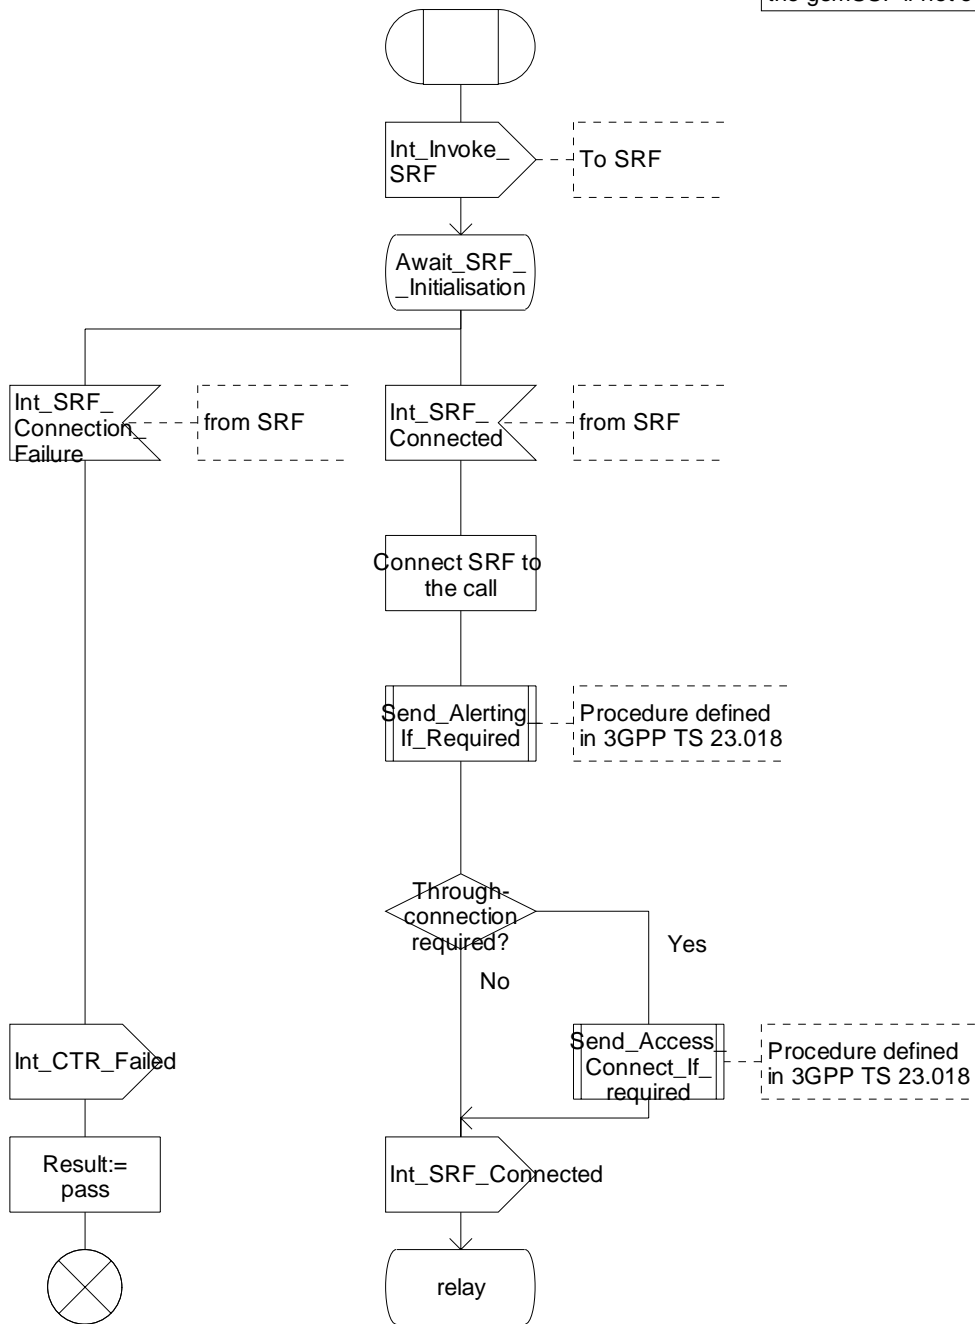 Int_Invoke_
SRF
To SRF
Await_SRF_
_Initialisation
Int_SRF_
Connection_
Failure
from SRF
Int_SRF_
Connected
from SRF
Connect SRF to
the call
Send_Alerting_
If_Required
Procedure defined
in 3GPP TS 23.018
Through-
connection
required?
Yes
No
Int_CTR_Failed
Send_Access_
Connect_If_
required
Procedure defined
in 3GPP TS 23.018
Result:=
pass
Int_SRF_Connected
relay